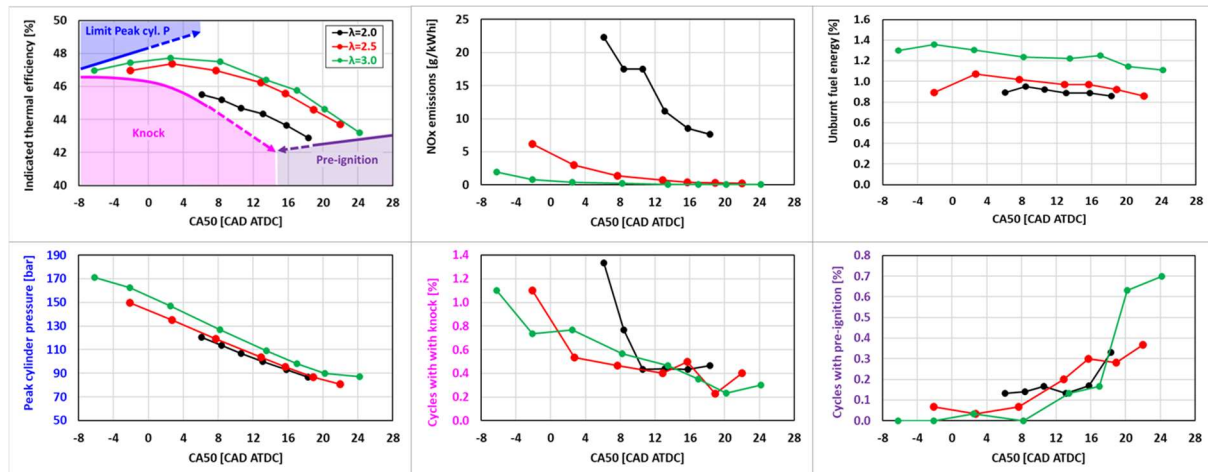 Indicated thermal efficiency [%]
50
48
46
44
42
40
Limit Peak cyl. P
λ=2.0
λ=2.5
λ=3.0
Knock
Pre-ignition
-8 -4 0 4 8 12 16 20 24 28
CA50 [CAD ATDC]
NOx emissions [g/kWhi]
25
20
15
10
5
0
-8 -4 0 4 8 12 16 20 24 28
CA50 [CAD ATDC]
Unburnt fuel energy [%]
1.6
1.4
1.2
1.0
0.8
0.6
0.4
0.2
0.0
-8 -4 0 4 8 12 16 20 24 28
CA50 [CAD ATDC]
Peak cylinder pressure [bar]
190
170
150
130
110
90
70
50
-8 -4 0 4 8 12 16 20 24 28
CA50 [CAD ATDC]
Cycles with with knock [%]
1.4
1.2
1.0
0.8
0.6
0.4
0.2
0.0
-8 -4 0 4 8 12 16 20 24 28
CA50 [CAD ATDC]
Cycles with pre-ignition [%]
0.8
0.7
0.6
0.5
0.4
0.3
0.2
0.1
0.0
-8 -4 0 4 8 12 16 20 24 28
CA50 [CAD ATDC]